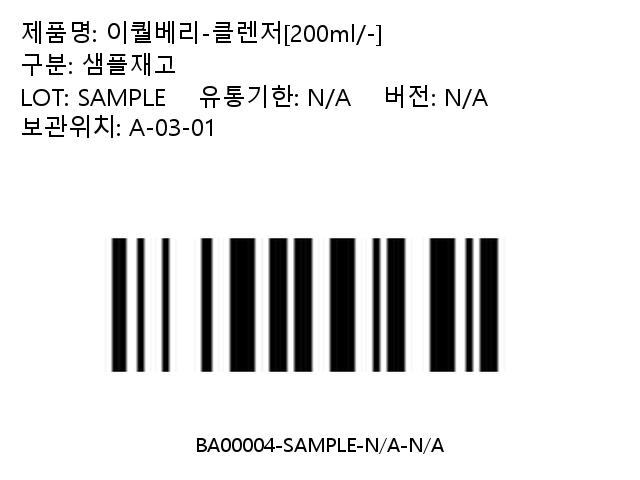 제품명: 이퀄베리-클렌저[200ml/-]
구분: 샘플재고
LOT: SAMPLE 유통기한: N/A 버전: N/A
보관위치: A-03-01
BA00004-SAMPLE-N/A-N/A